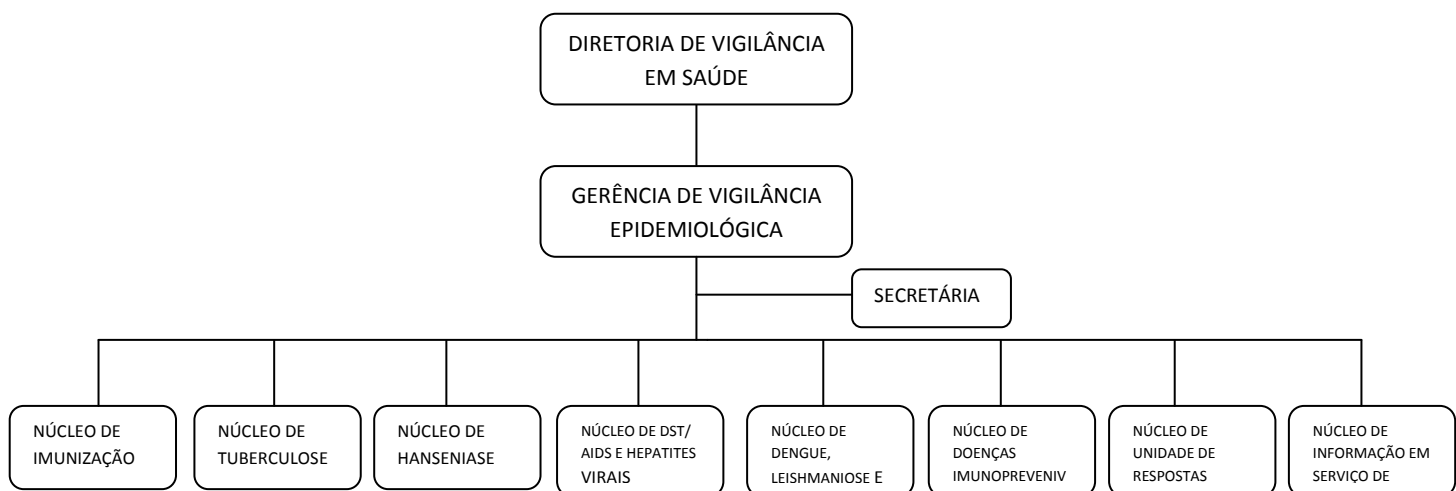 DIRETORIA DE VIGILÂNCIA
EM SAÚDE
GERÊNCIA DE VIGILÂNCIA
EPIDEMIOLÓGICA
SECRETÁRIA
NÚCLEO DE
IMUNIZAÇÃO
NÚCLEO DE
TUBERCULOSE
NÚCLEO DE
HANSENIASE
NÚCLEO DE DST/
AIDS E HEPATITES
VIRAIS
NÚCLEO DE
DENGUE,
LEISHMANIOSE E
NÚCLEO DE
DOENÇAS
IMUNOPREVENIV
NÚCLEO DE
UNIDADE DE
RESPOSTAS
NÚCLEO DE
INFORMAÇÃO EM
SERVIÇO DE